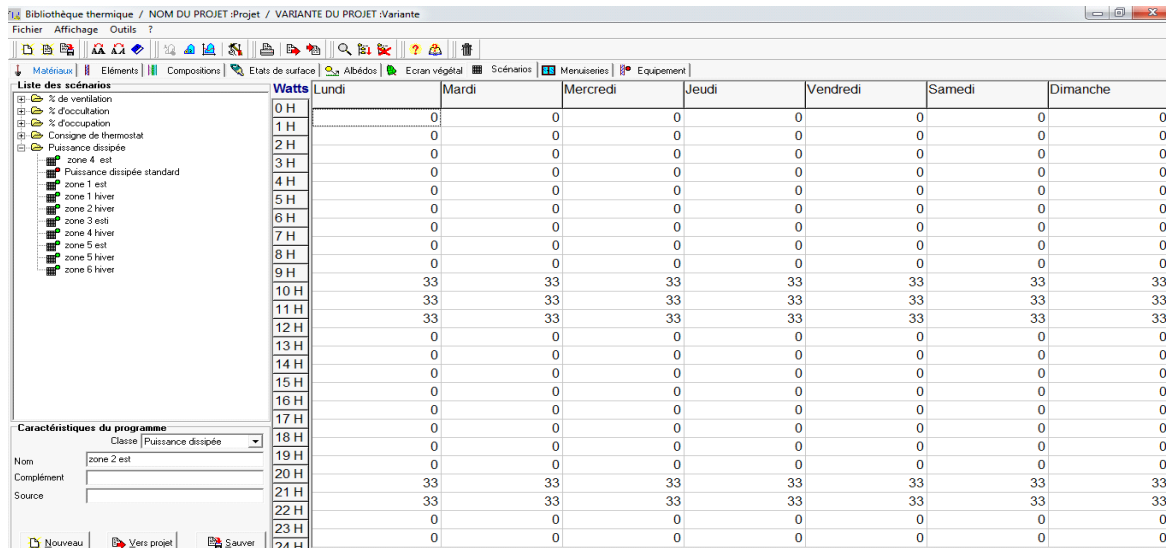 Bibliothèque thermique / NOM DU PROJET :Projet / VARIANTE DU PROJET :Variante
Fichier Affichage Outils ?
Matériaux Eléments Compositions Etats de surface Albédos Ecran végétal Scénarios Menuiseries Equipement
Liste des scénarios
% de ventilation
% d'occultation
% d'occupation
Consigne de thermostat
Puissance dissipée
zone 4 est
Puissance dissipée standard
zone 1 est
zone 1 hiver
zone 2 hiver
zone 3 esti
zone 4 hiver
zone 5 est
zone 5 hiver
zone 6 hiver
Caractéristiques du programme
Classe Puissance dissipée
Nom zone 2 est
Complément
Source
Nouveau Vers projet Sauver
Watts Lundi Mardi Mercredi Jeudi Vendredi Samedi Dimanche
0 H
0 0 0 0 0 0 0
1 H
0 0 0 0 0 0 0
2 H
0 0 0 0 0 0 0
3 H
0 0 0 0 0 0 0
4 H
0 0 0 0 0 0 0
5 H
0 0 0 0 0 0 0
6 H
0 0 0 0 0 0 0
7 H
0 0 0 0 0 0 0
8 H
0 0 0 0 0 0 0
9 H
33 33 33 33 33 33 33
10 H
33 33 33 33 33 33 33
11 H
33 33 33 33 33 33 33
12 H
0 0 0 0 0 0 0
13 H
0 0 0 0 0 0 0
14 H
0 0 0 0 0 0 0
15 H
0 0 0 0 0 0 0
16 H
0 0 0 0 0 0 0
17 H
0 0 0 0 0 0 0
18 H
0 0 0 0 0 0 0
19 H
0 0 0 0 0 0 0
20 H
33 33 33 33 33 33 33
21 H
33 33 33 33 33 33 33
22 H
0 0 0 0 0 0 0
23 H
0 0 0 0 0 0 0
24 H